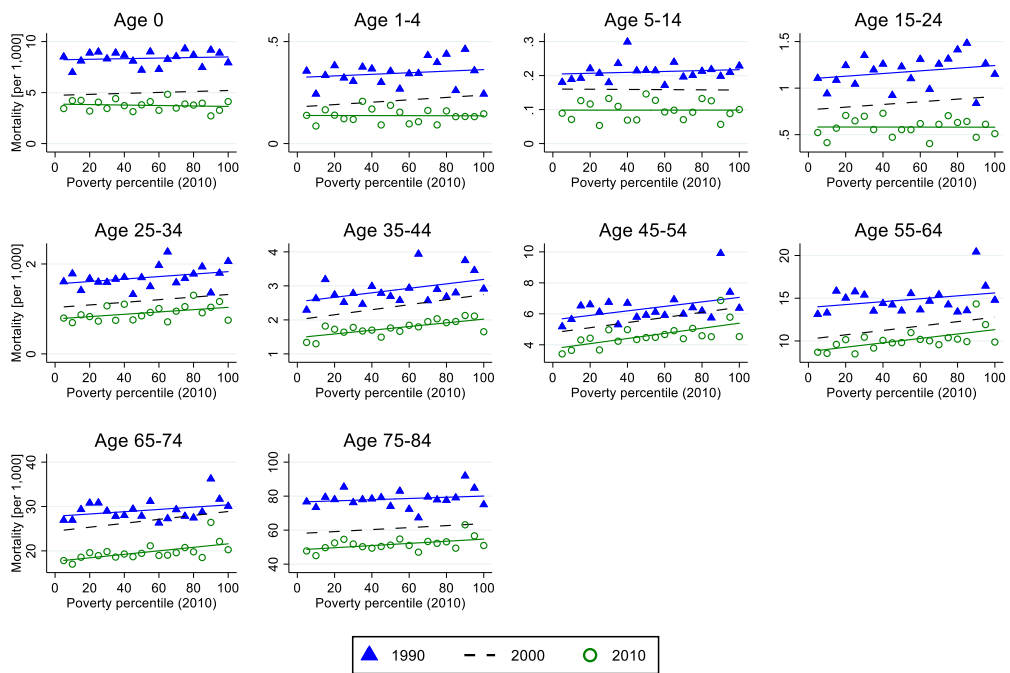 Age 0
Age 1-4
Age 5-14
Age 15-24
Mortality [per 1,000]
0 5 10
0 .5
0 .1 .2 .3
.5 1 1.5
0 20 40 60 80 100
0 20 40 60 80 100
0 20 40 60 80 100
0 20 40 60 80 100
Poverty percentile (2010)
Poverty percentile (2010)
Poverty percentile (2010)
Poverty percentile (2010)
Age 25-34
Age 35-44
Age 45-54
Age 55-64
Mortality [per 1,000]
0 2
1 2 3 4
4 6 8 10
10 15 20
0 20 40 60 80 100
0 20 40 60 80 100
0 20 40 60 80 100
0 20 40 60 80 100
Poverty percentile (2010)
Poverty percentile (2010)
Poverty percentile (2010)
Poverty percentile (2010)
Age 65-74
Age 75-84
Mortality [per 1,000]
20 30 40
40 60 80 100
0 20 40 60 80 100
0 20 40 60 80 100
Poverty percentile (2010)
Poverty percentile (2010)
1990 2000 2010